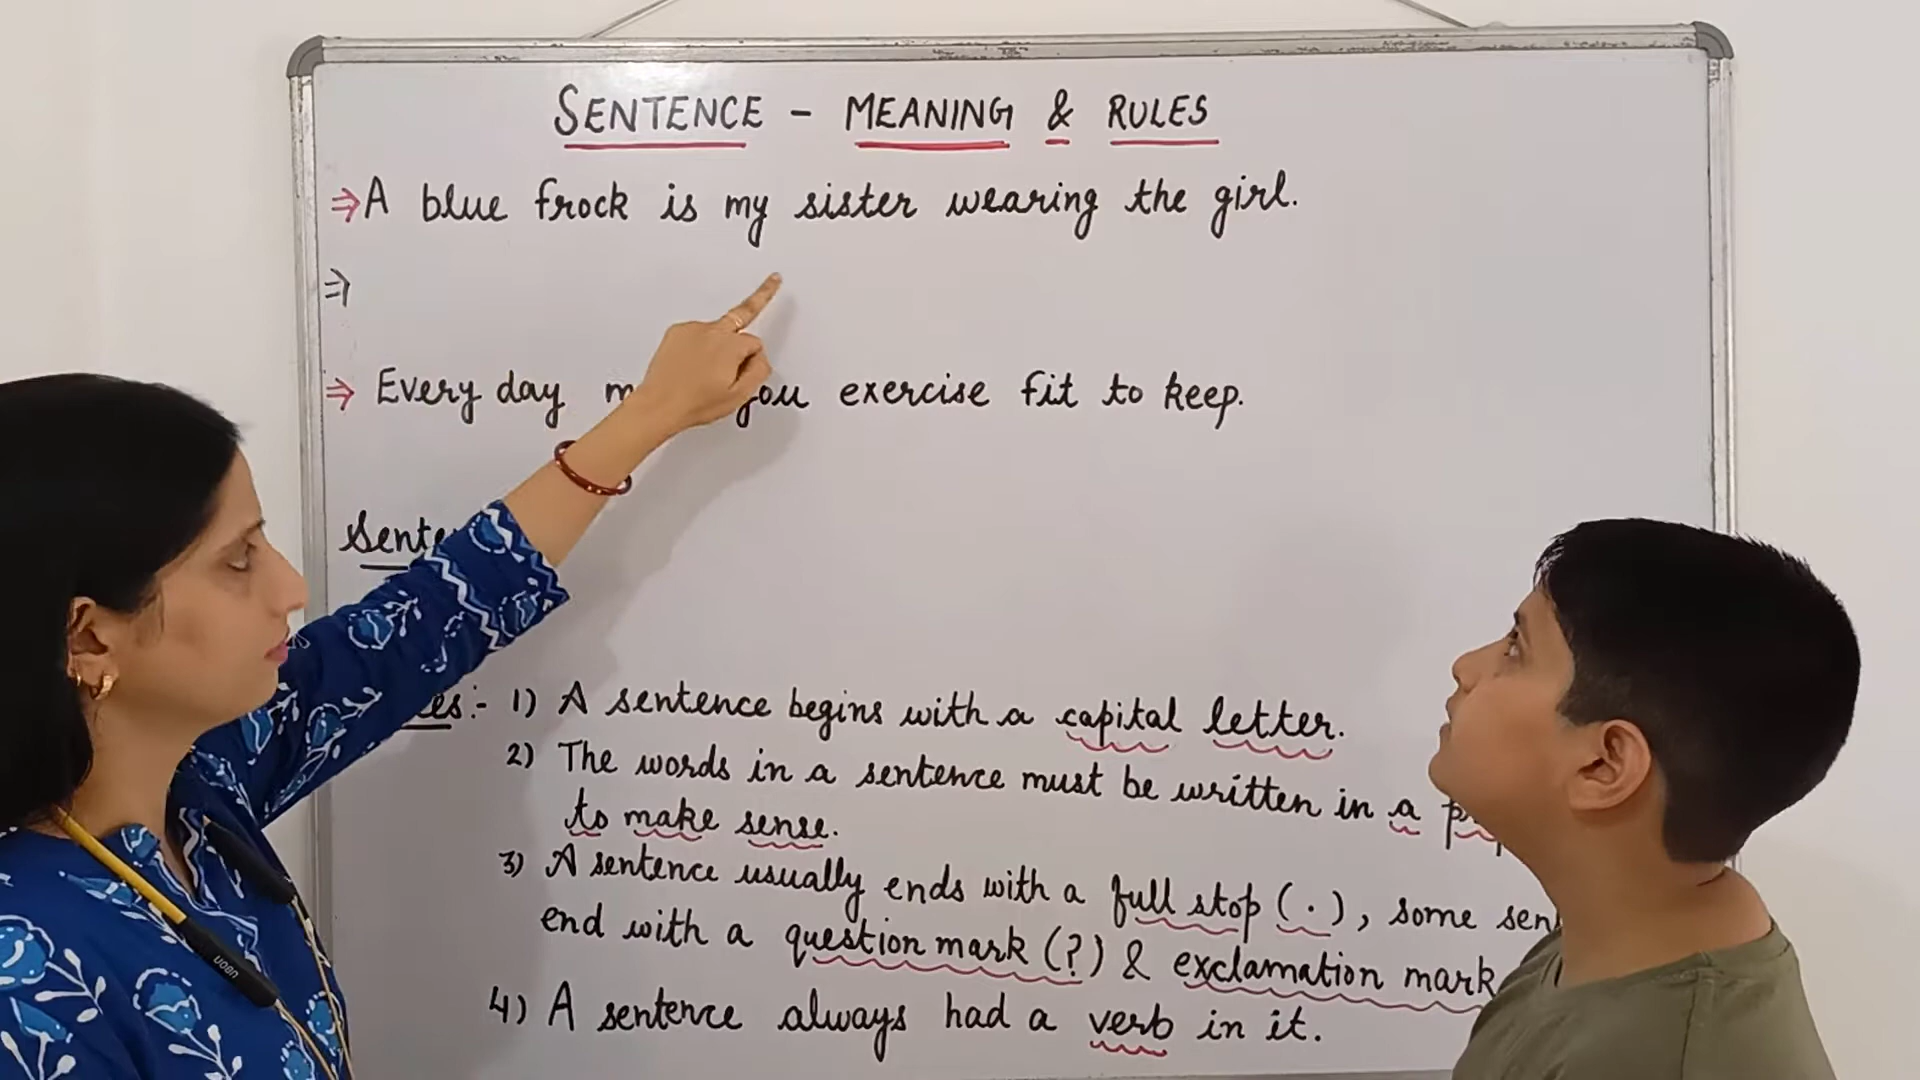 SENTENCE - MEANING & RULES
⇒ A blue frock is my sister wearing the girl.
⇒
⇒ Every day you exercise fit to keep.
1) A sentence begins with a capital letter.
2) The words in a sentence must be written in a
to make sense.
3) A sentence usually ends with a full stop (.), some
end with a question mark (?) & exclamation mark
4) A sentence always had a verb in it.
UBON